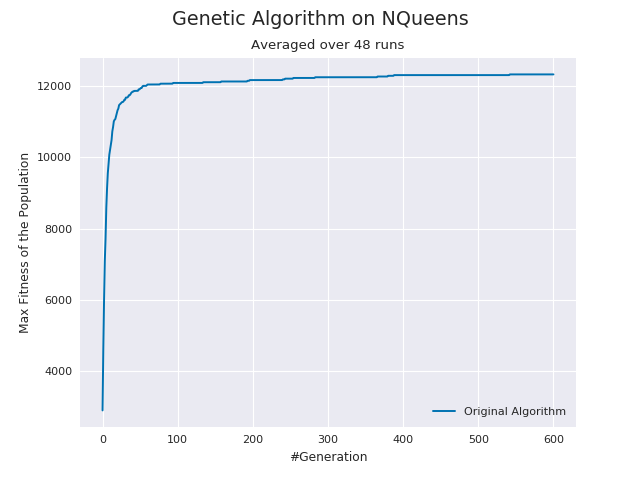 Genetic Algorithm on NQueens
Averaged over 48 runs
Max Fitness of the Population
12000
10000
8000
6000
4000
0 100 200 300 400 500 600
#Generation
Original Algorithm